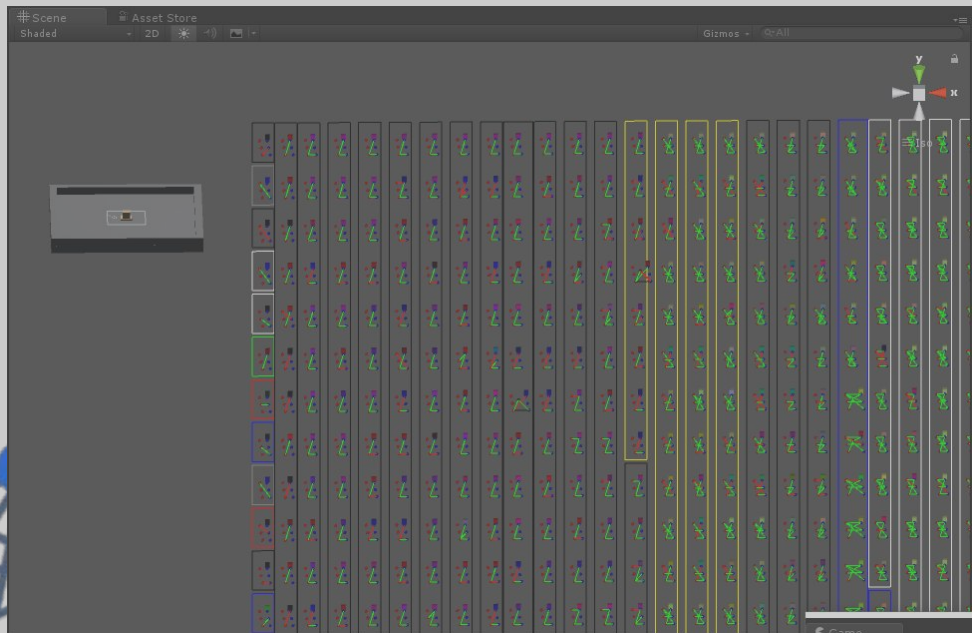 Scene Asset Store
Shaded 2D Gizmos All
y
x
Iso
Game